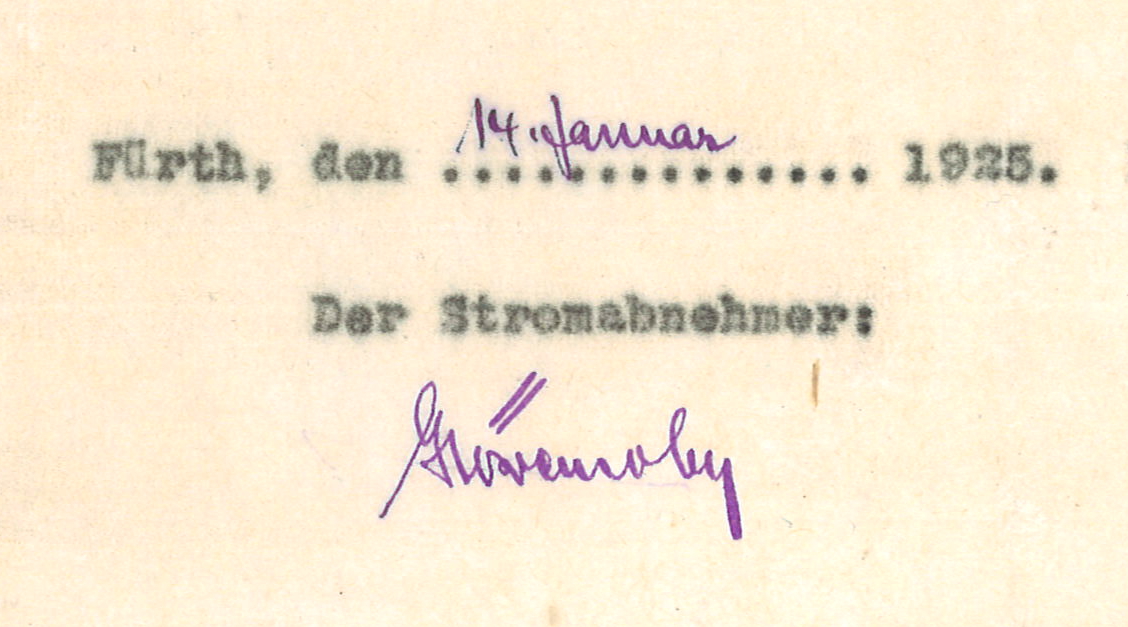 Fürth, den 14. Januar 1925.
Der Stromabnehmer: